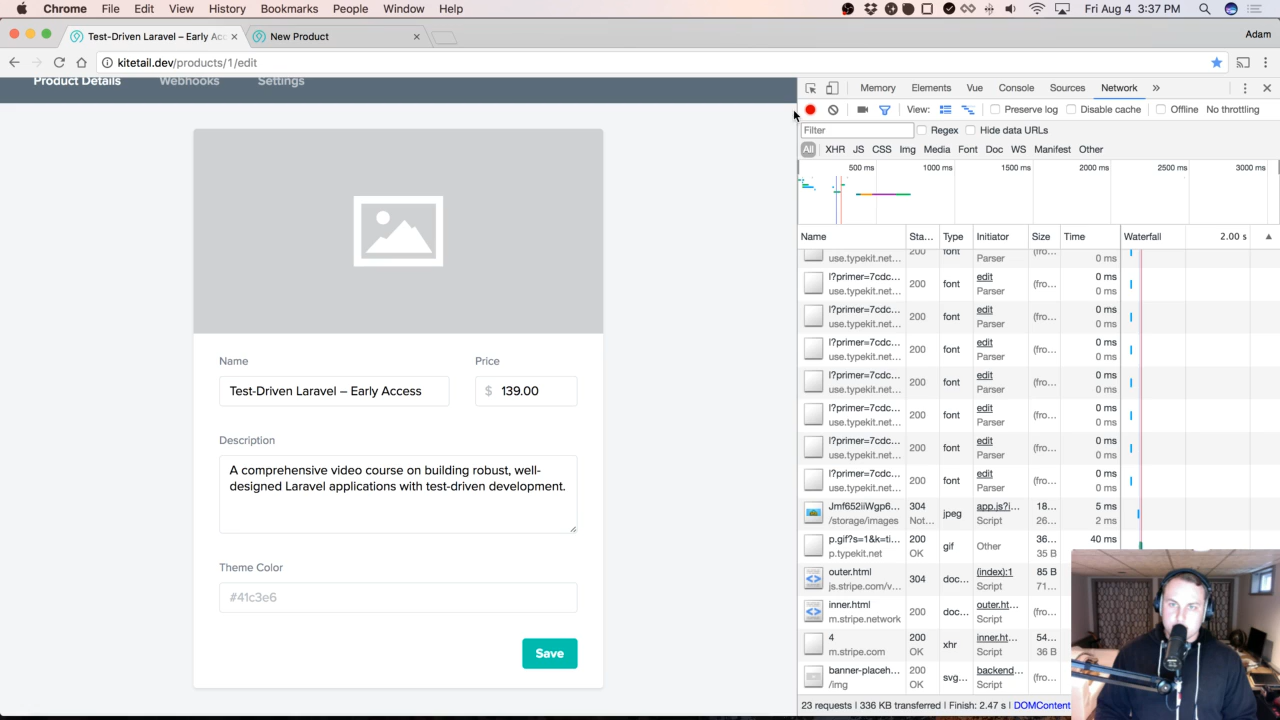 Chrome File Edit View History Bookmarks People Window Help Fri Aug 4 3:37 PM
Test-Driven Laravel – Early Acc New Product Adam
kitetail.dev/products/1/edit
Product Details Webhooks Settings
Name Price
Test-Driven Laravel – Early Access $ 139.00
Description
A comprehensive video course on building robust, well-
designed Laravel applications with test-driven development.
Theme Color
#41c3e6
Save
Memory Elements Vue Console Sources Network »
View: Preserve log Disable cache Offline No throttling
Filter Regex Hide data URLs
All XHR JS CSS Img Media Font Doc WS Manifest Other
500 ms 1000 ms 1500 ms 2000 ms 2500 ms 3000 ms
Name Sta... Type Initiator Size Time Waterfall 2.00 s
use.typekit.net... Parser 0 ms
l?primer=7cdc... 200 font edit (fro... 0 ms
use.typekit.net... Parser 0 ms
l?primer=7cdc... 200 font edit (fro... 0 ms
use.typekit.net... Parser 0 ms
l?primer=7cdc... 200 font edit (fro... 0 ms
use.typekit.net... Parser 0 ms
l?primer=7cdc... 200 font edit (fro... 0 ms
use.typekit.net... Parser 0 ms
l?primer=7cdc... 200 font edit (fro... 0 ms
use.typekit.net... Parser 0 ms
l?primer=7cdc... 200 font edit (fro... 0 ms
use.typekit.net... Parser 0 ms
l?primer=7cdc... 200 font edit (fro... 0 ms
use.typekit.net... Parser 0 ms
Jmf652iiWgp6... 304 jpeg app.js?i... 18... 5 ms
/storage/images Not... Script 26... 2 ms
p.gif?s=1&k=ti... 200 gif Other 36... 40 ms
p.typekit.net OK 35 B
outer.html 304 doc... (index):1 85 B
js.stripe.com/v... Script 71...
inner.html 200 doc... outer.ht... (fro...
m.stripe.network Script
4 200 xhr inner.ht... 54...
m.stripe.com OK Script 36 B
banner-placeh... 200 svg... backend... (fro...
/img OK Script
23 requests | 336 KB transferred | Finish: 2.47 s | DOMContent